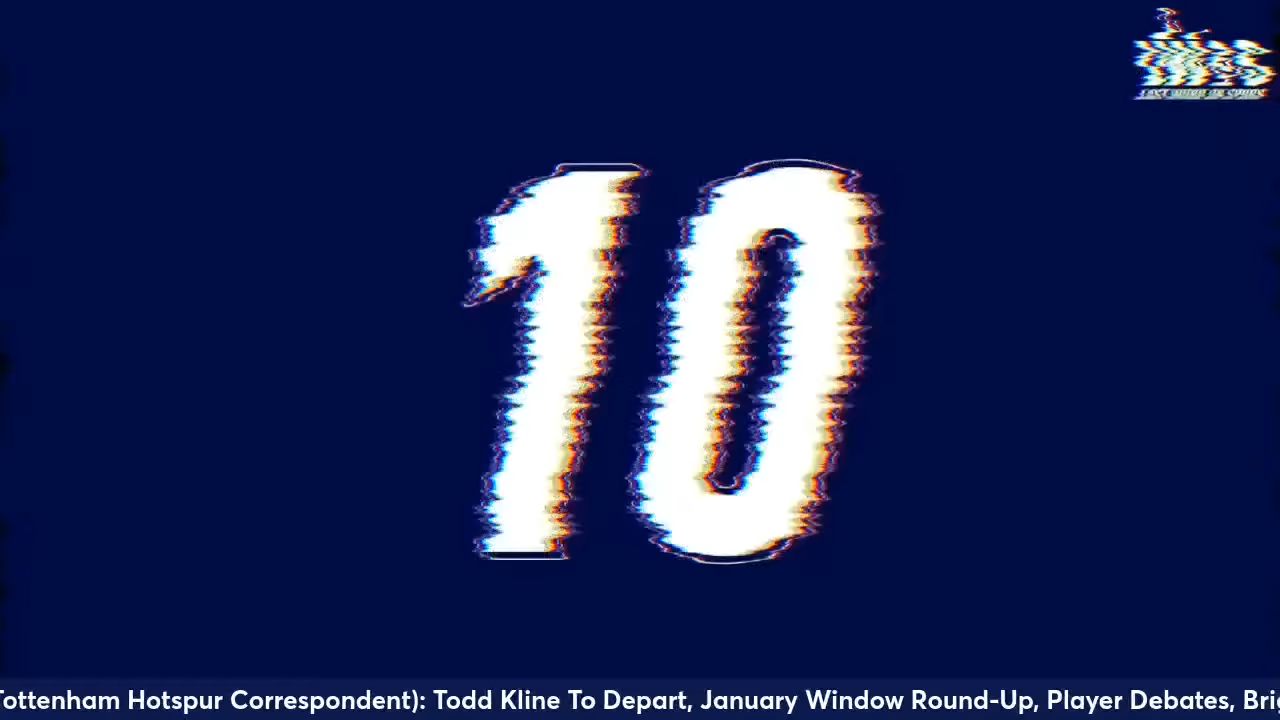 10
Tottenham Hotspur Correspondent): Todd Kline To Depart, January Window Round-Up, Player Debates,